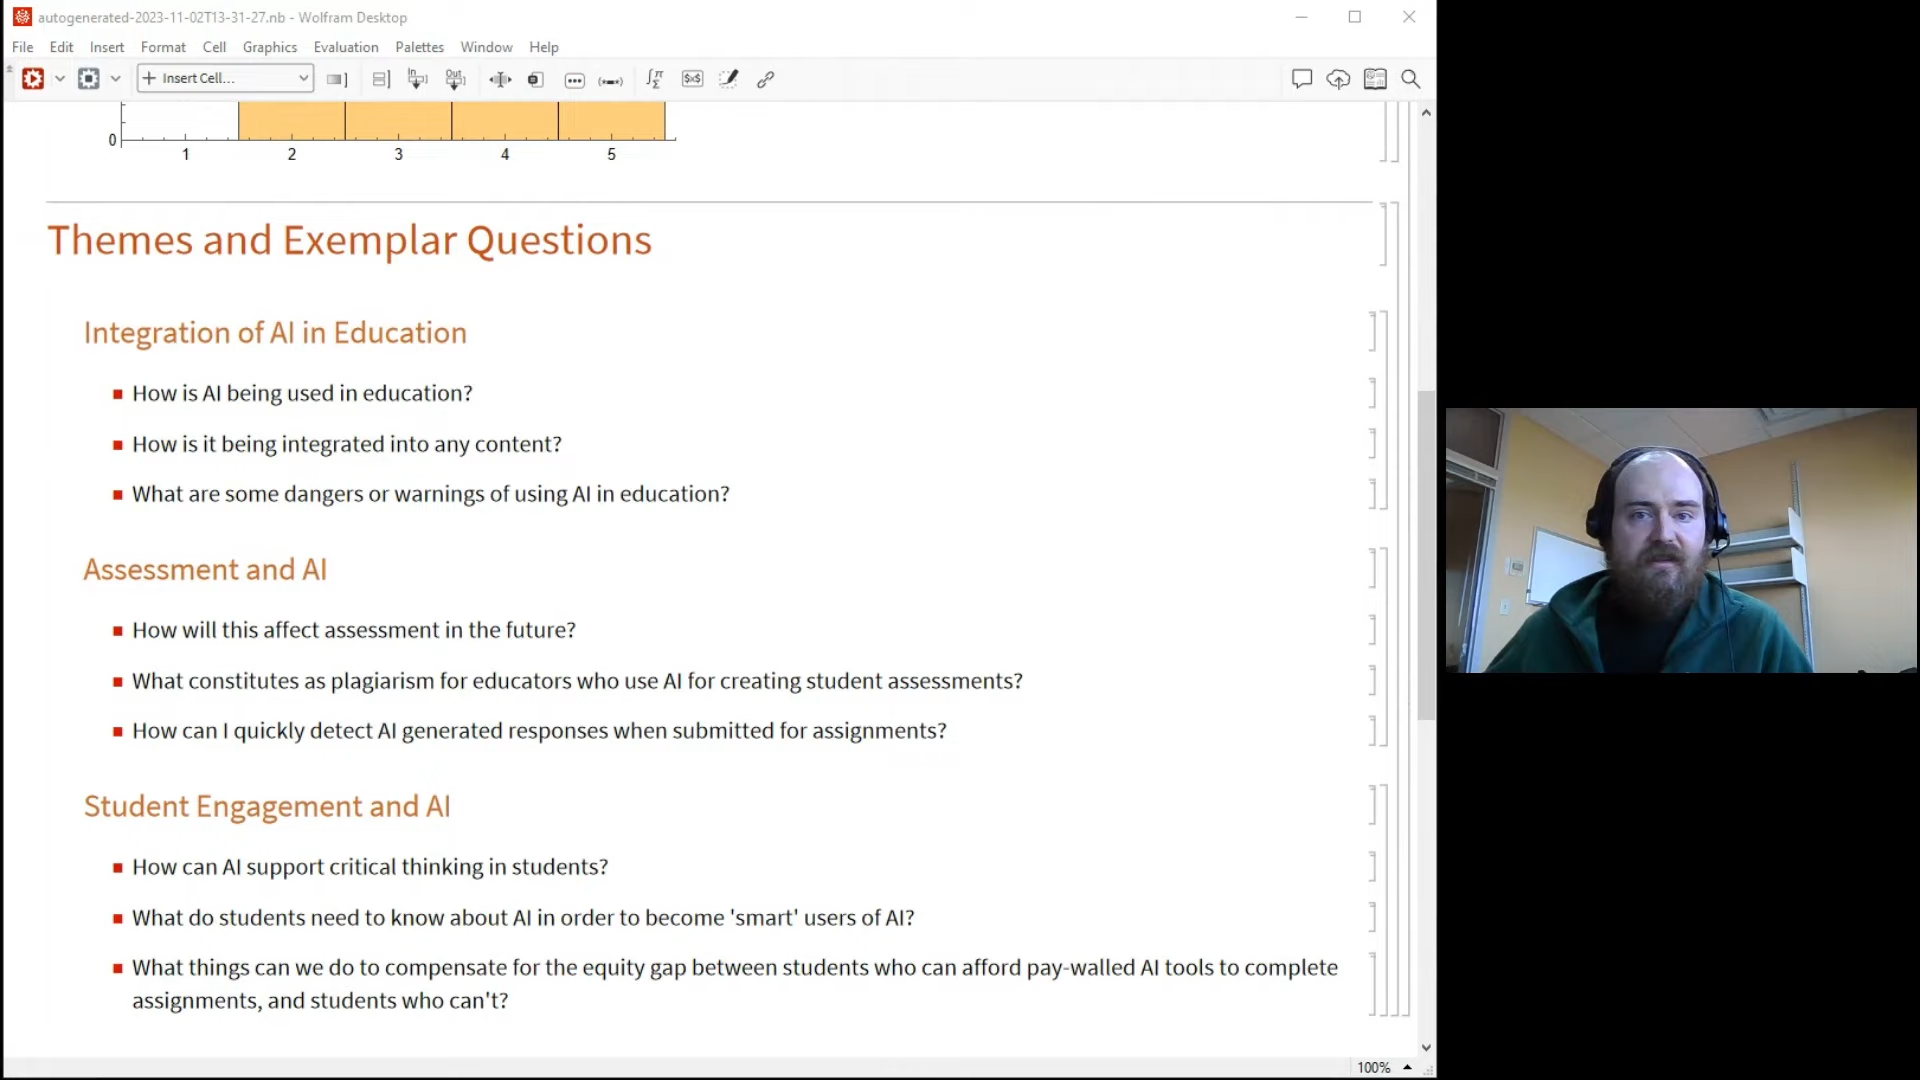 autogenerated-2023-11-02T13-31-27.nb - Wolfram Desktop
File Edit Insert Format Cell Graphics Evaluation Palettes Window Help
Insert Cell...
In
Out
$x$
0
1 2 3 4 5
Themes and Exemplar Questions
Integration of AI in Education
How is AI being used in education?
How is it being integrated into any content?
What are some dangers or warnings of using AI in education?
Assessment and AI
How will this affect assessment in the future?
What constitutes as plagiarism for educators who use AI for creating student assessments?
How can I quickly detect AI generated responses when submitted for assignments?
Student Engagement and AI
How can AI support critical thinking in students?
What do students need to know about AI in order to become 'smart' users of AI?
What things can we do to compensate for the equity gap between students who can afford pay-walled AI tools to complete
assignments, and students who can't?
100%